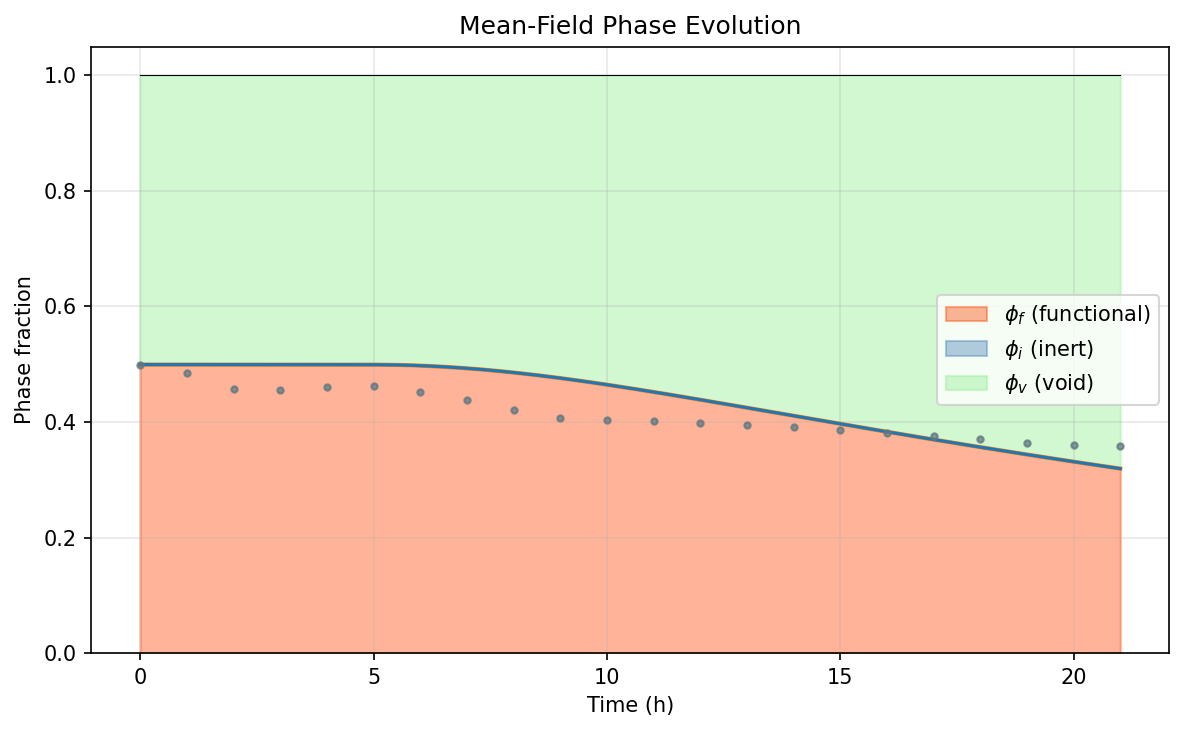 Mean-Field Phase Evolution
Phase fraction
1.0
0.8
0.6
0.4
0.2
0.0
ϕf (functional)
ϕi (inert)
ϕv (void)
0 5 10 15 20
Time (h)